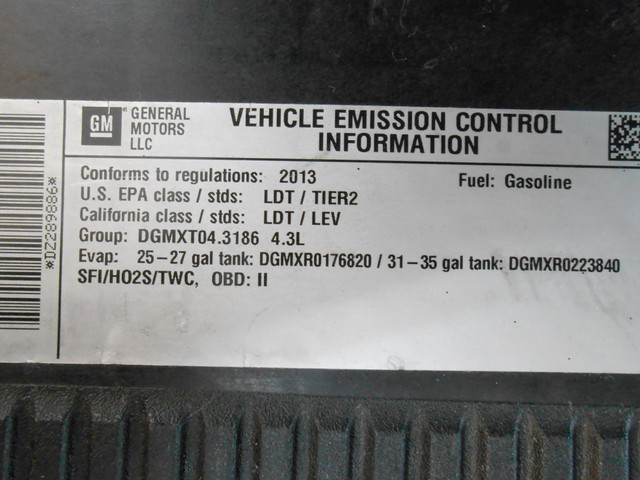 GM GENERAL MOTORS LLC
VEHICLE EMISSION CONTROL INFORMATION
Conforms to regulations: 2013 Fuel: Gasoline
U.S. EPA class / stds: LDT / TIER2
California class / stds: LDT / LEV
Group: DGMXT04.3186 4.3L
Evap: 25-27 gal tank: DGMXR0176820 / 31-35 gal tank: DGMXR0223840
SFI/HO2S/TWC, OBD: II
*DZ289886*